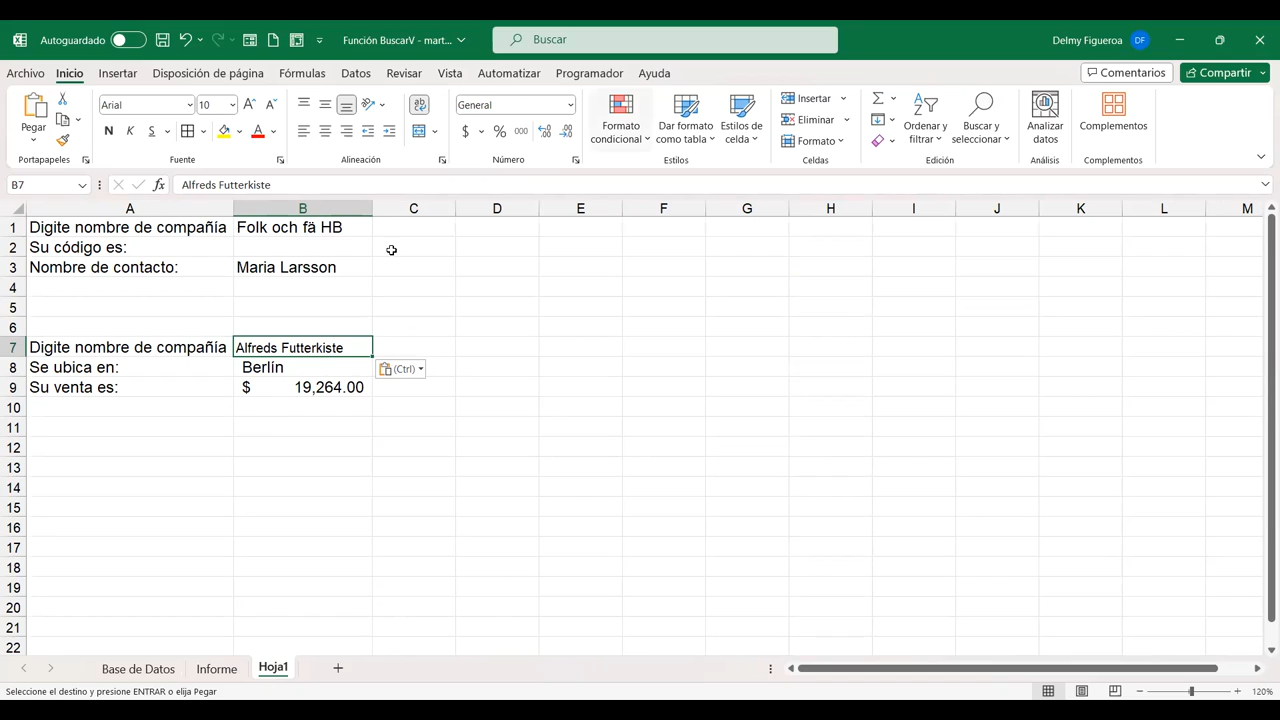 Autoguardado
Función BuscarV - mart...
Buscar
Delmy Figueroa
DF
Archivo
Inicio
Insertar
Disposición de página
Fórmulas
Datos
Revisar
Vista
Automatizar
Programador
Ayuda
Comentarios
Compartir
Pegar
Arial
10
N
K
S
General
$
%
000
Formato condicional
Dar formato como tabla
Estilos de celda
Insertar
Eliminar
Formato
Ordenar y filtrar
Buscar y seleccionar
Analizar datos
Complementos
Portapapeles
Fuente
Alineación
Número
Estilos
Celdas
Edición
Análisis
Complementos
B7
fx
Alfreds Futterkiste
A B C D E F G H I J K L M
1 Digite nombre de compañía Folk och fä HB
2 Su código es:
3 Nombre de contacto: Maria Larsson
4
5
6
7 Digite nombre de compañía Alfreds Futterkiste
8 Se ubica en: Berlín
(Ctrl)
9 Su venta es: $ 19,264.00
10
11
12
13
14
15
16
17
18
19
20
21
22
Base de Datos
Informe
Hoja1
Seleccione el destino y presione ENTRAR o elija Pegar
120%